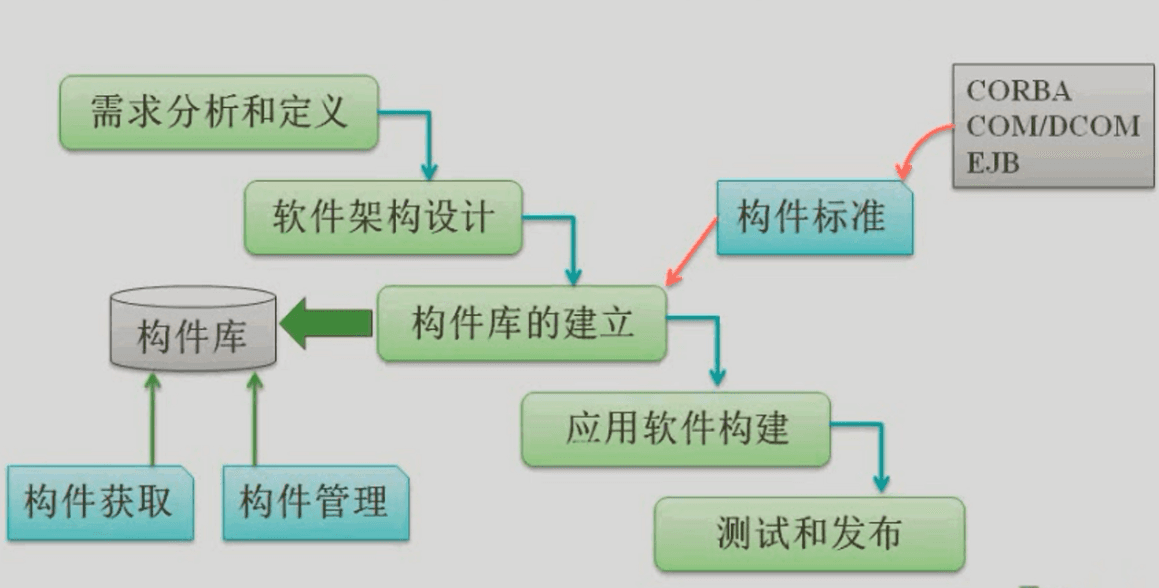 需求分析和定义
CORBA
COM/DCOM
EJB
软件架构设计
构件标准
构件库
构件库的建立
应用软件构建
构件获取
构件管理
测试和发布